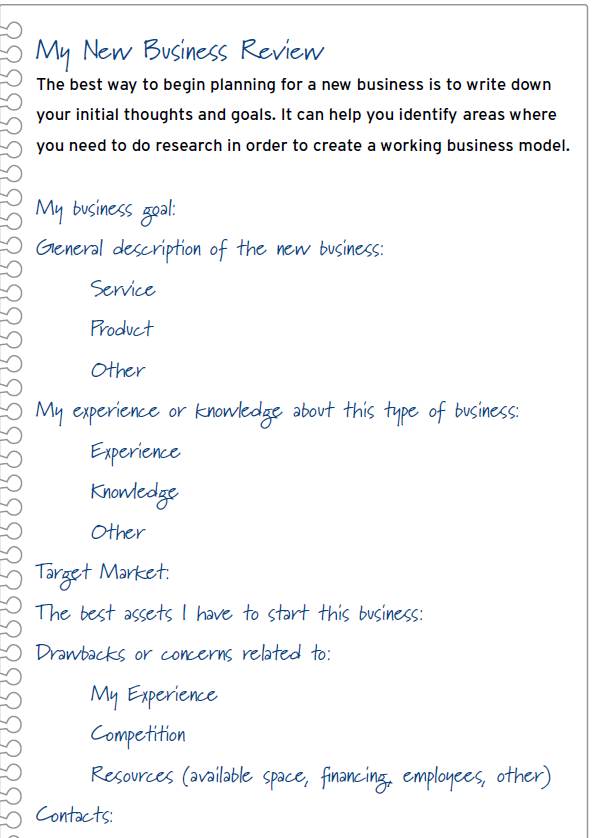 My New Business Review
The best way to begin planning for a new business is to write down
your initial thoughts and goals. It can help you identify areas where
you need to do research in order to create a working business model.
My business goal:
General description of the new business:
Service
Product
Other
My experience or knowledge about this type of business:
Experience
Knowledge
Other
Target Market:
The best assets I have to start this business:
Drawbacks or concerns related to:
My Experience
Competition
Resources (available space, financing, employees, other)
Contacts: